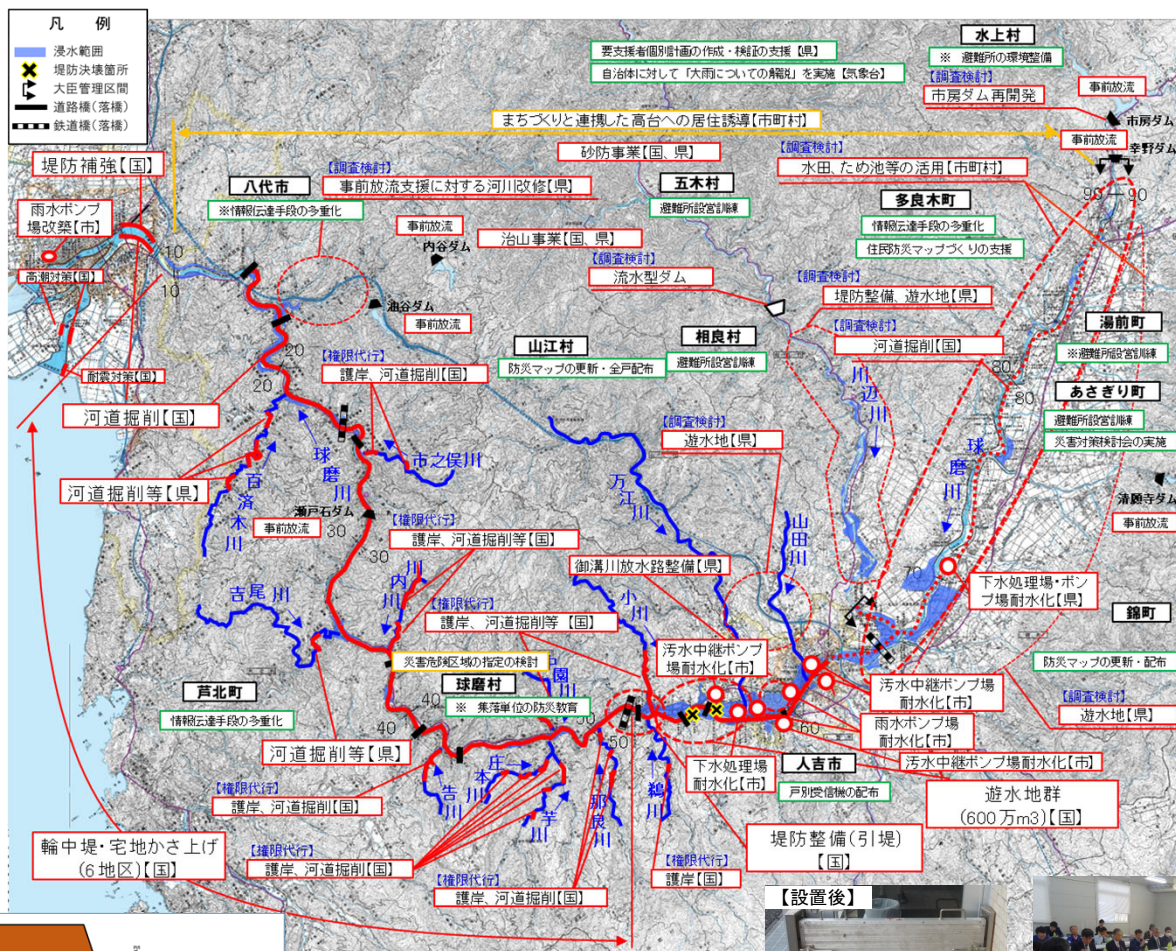 凡　例
浸水範囲
堤防決壊箇所
大臣管理区間
道路橋(落橋)
鉄道橋(落橋)
要支援者個別計画の作成・検証の支援【県】
自治体に対して「大雨についての解説」を実施【気象台】
水上村
※ 避難所の環境整備
【調査検討】
市房ダム再開発
事前放流
市房ダム
事前放流
幸野ダム
まちづくりと連携した高台への居住誘導【市町村】
砂防事業【国、県】
【調査検討】
水田、ため池等の活用【市町村】
堤防補強【国】
【調査検討】
事前放流支援に対する河川改修【県】
八代市
※情報伝達手段の多重化
五木村
避難所設営訓練
多良木町
情報伝達手段の多重化
住民防災マップづくりの支援
90
90
雨水ポンプ
場改築【市】
事前放流
内谷ダム
治山事業【国、県】
【調査検討】
流水型ダム
【調査検討】
堤防整備、遊水地【県】
10
10
高潮対策【国】
油谷ダム
事前放流
湯前町
※避難所設営訓練
【調査検討】
河道掘削【国】
山江村
防災マップの更新・全戸配布
相良村
避難所設営訓練
20
20
【権限代行】
護岸、河道掘削【国】
耐震対策【国】
80
80
あさぎり町
避難所設営訓練
災害対策検討会の実施
河道掘削【国】
川辺川
【調査検討】
遊水地【県】
球磨川
球磨川
市之俣川
万江川
河道掘削等【県】
百済木川
瀬戸石ダム
事前放流
30
30
清願寺ダム
事前放流
【権限代行】
護岸、河道掘削等【国】
山田川
御溝川放水路整備【県】
70
下水処理場・ポン
プ場耐水化【県】
吉尾川
内川
小川
【権限代行】
護岸、河道掘削等【国】
錦町
防災マップの更新・配布
汚水中継ポンプ
場耐水化【市】
災害危険区域の指定の検討
園川
球磨村
※ 集落単位の防災教育
芦北町
情報伝達手段の多重化
汚水中継ポンプ場
耐水化【市】
【調査検討】
遊水地【県】
40
40
50
60
雨水ポンプ場
耐水化【市】
河道掘削等【県】
汚水中継ポンプ場耐水化【市】
下水処理場
耐水化【市】
人吉市
戸別受信機の配布
【権限代行】
護岸、河道掘削【国】
告川
庄本川
芋川
那良川
鵜川
遊水地群
(600万m3)【国】
堤防整備(引堤)
【国】
輪中堤・宅地かさ上げ
(6地区)【国】
【権限代行】
護岸、河道掘削【国】
【権限代行】
護岸【国】
【権限代行】
護岸、河道掘削【国】
【設置後】